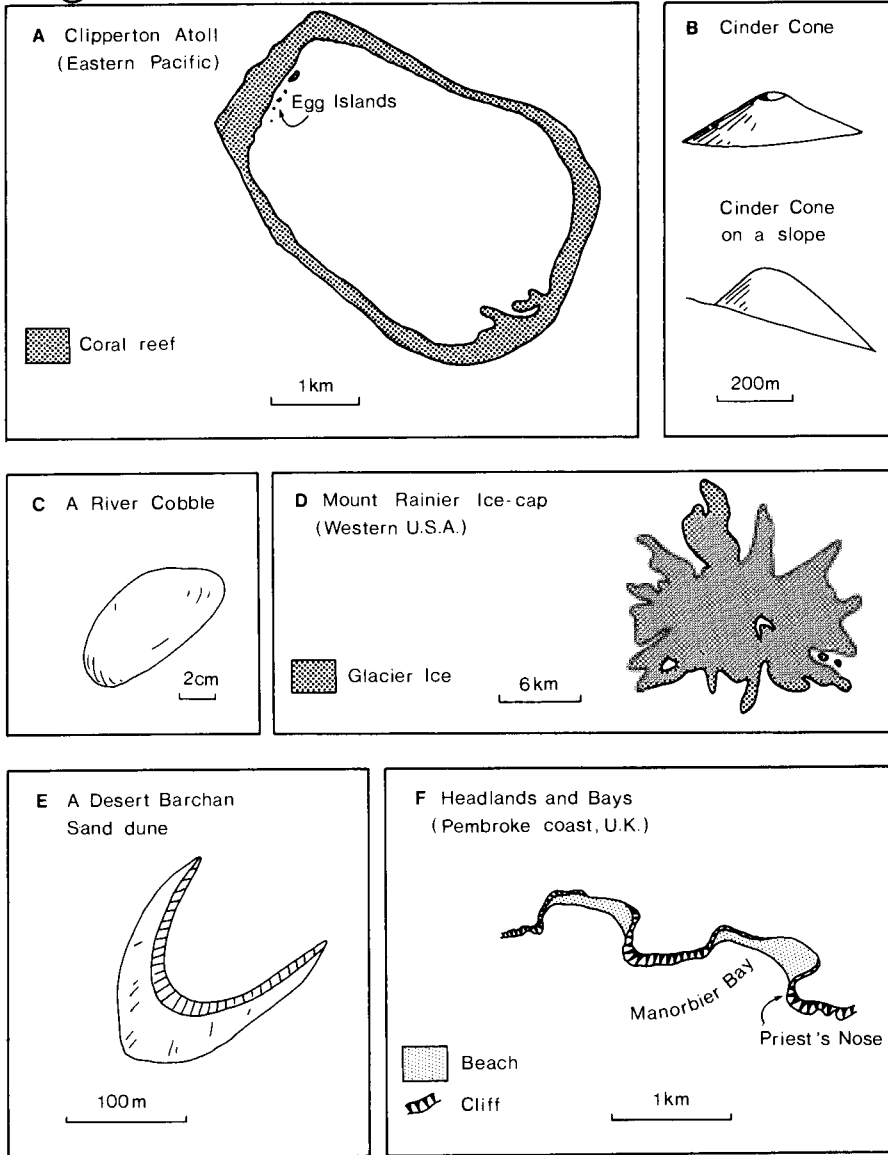 A Clipperton Atoll
(Eastern Pacific)
Egg Islands
Coral reef
1km
B Cinder Cone
Cinder Cone
on a slope
200m
C A River Cobble
2cm
D Mount Rainier Ice-cap
(Western U.S.A.)
Glacier Ice
6km
E A Desert Barchan
Sand dune
100m
F Headlands and Bays
(Pembroke coast, U.K.)
Manorbier Bay
Priest's Nose
Beach
Cliff
1km